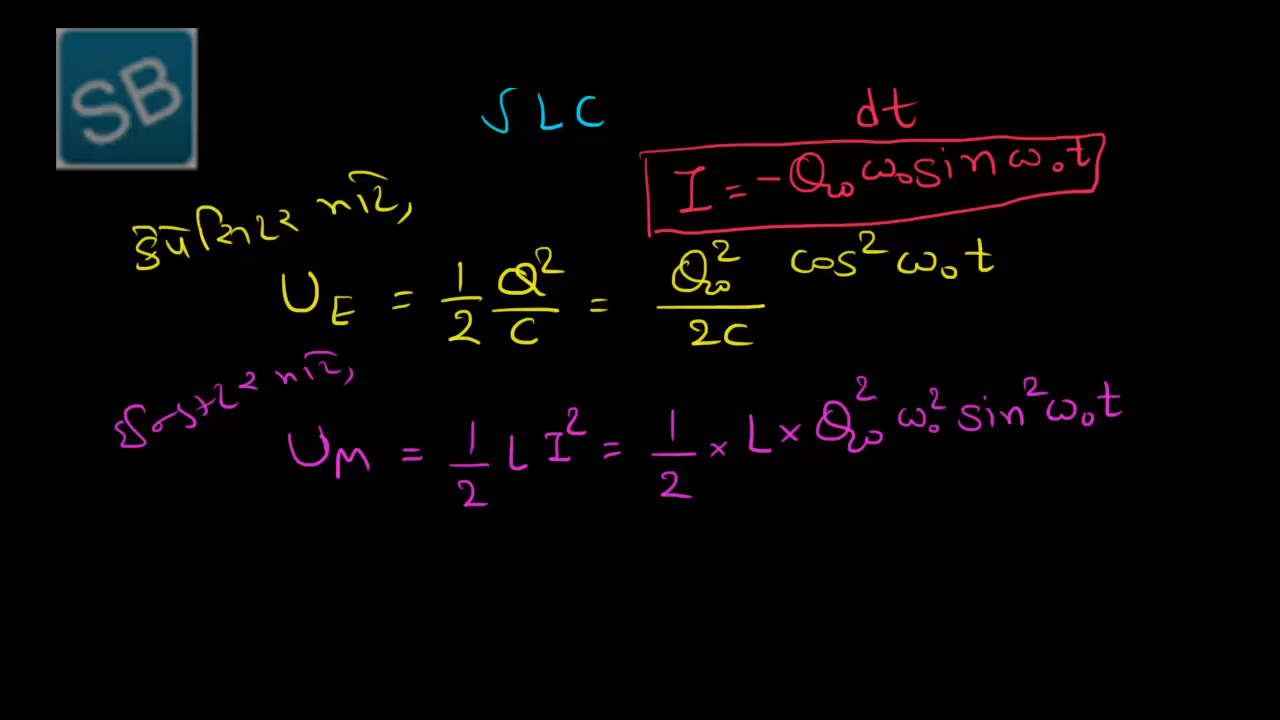 SB
√LC
dt
I = -Q₀ω₀sinω₀t
કેપેસિટર માટે,
U_E = 1/2 Q²/C = Q₀²/2C cos²ω₀t
ઈન્ડક્ટર માટે,
U_M = 1/2 L I² = 1/2 × L × Q₀² ω₀² sin²ω₀t